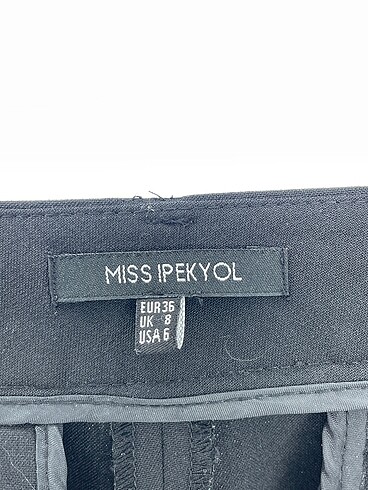 MISS IPEKYOL
EUR 36
UK 8
USA 6